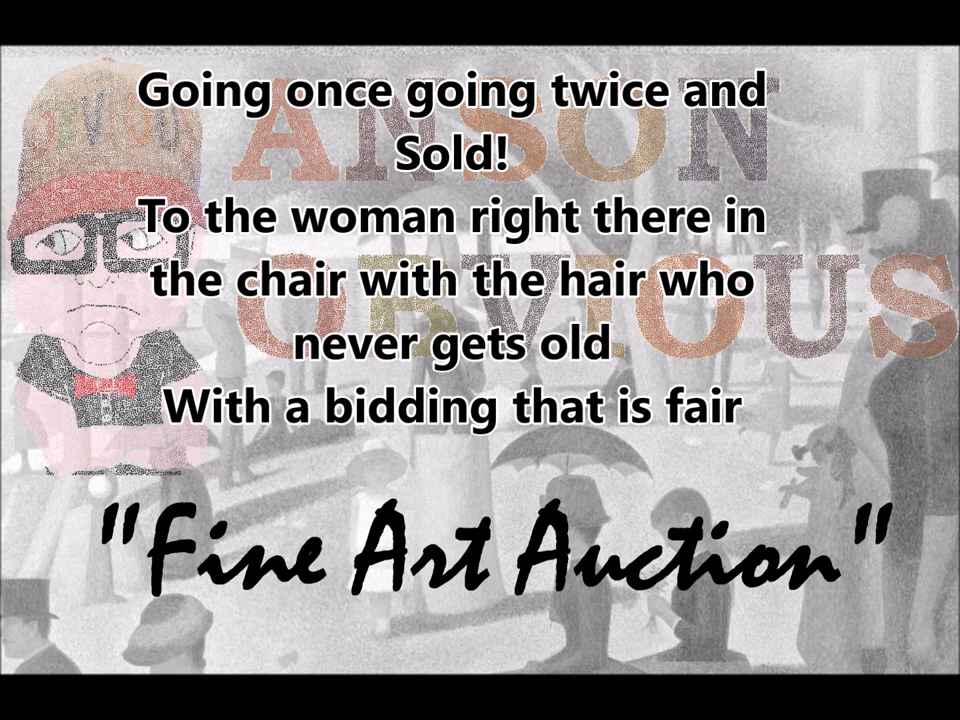 ANSON
OBVIOUS
OBVIOUS
Going once going twice and
Sold!
To the woman right there in
the chair with the hair who
never gets old
With a bidding that is fair
"Fine Art Auction"